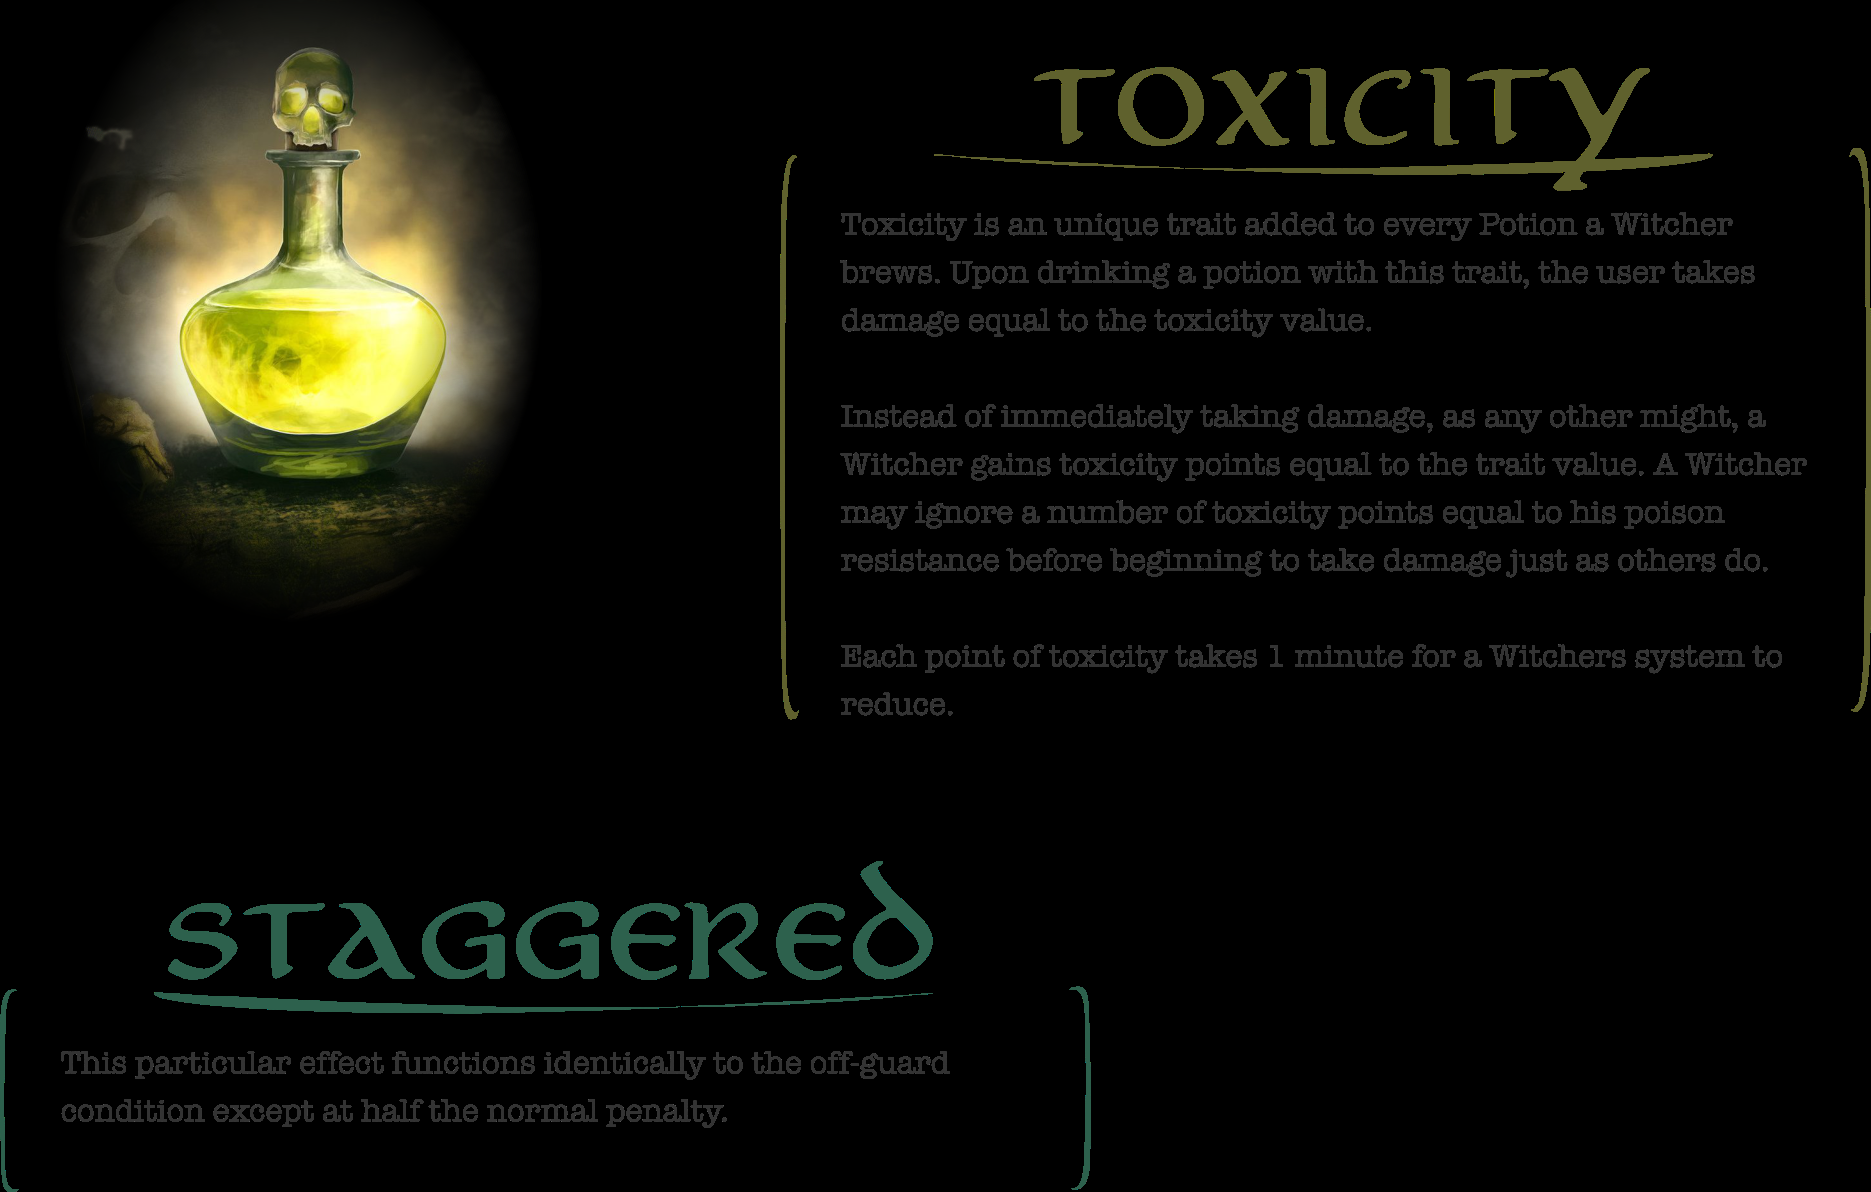 TOXICITY
Toxicity is an unique trait added to every Potion a Witcher
brews. Upon drinking a potion with this trait, the user takes
damage equal to the toxicity value.
Instead of immediately taking damage, as any other might, a
Witcher gains toxicity points equal to the trait value. A Witcher
may ignore a number of toxicity points equal to his poison
resistance before beginning to take damage just as others do.
Each point of toxicity takes 1 minute for a Witchers system to
reduce.
STAGGERED
This particular effect functions identically to the off-guard
condition except at half the normal penalty.